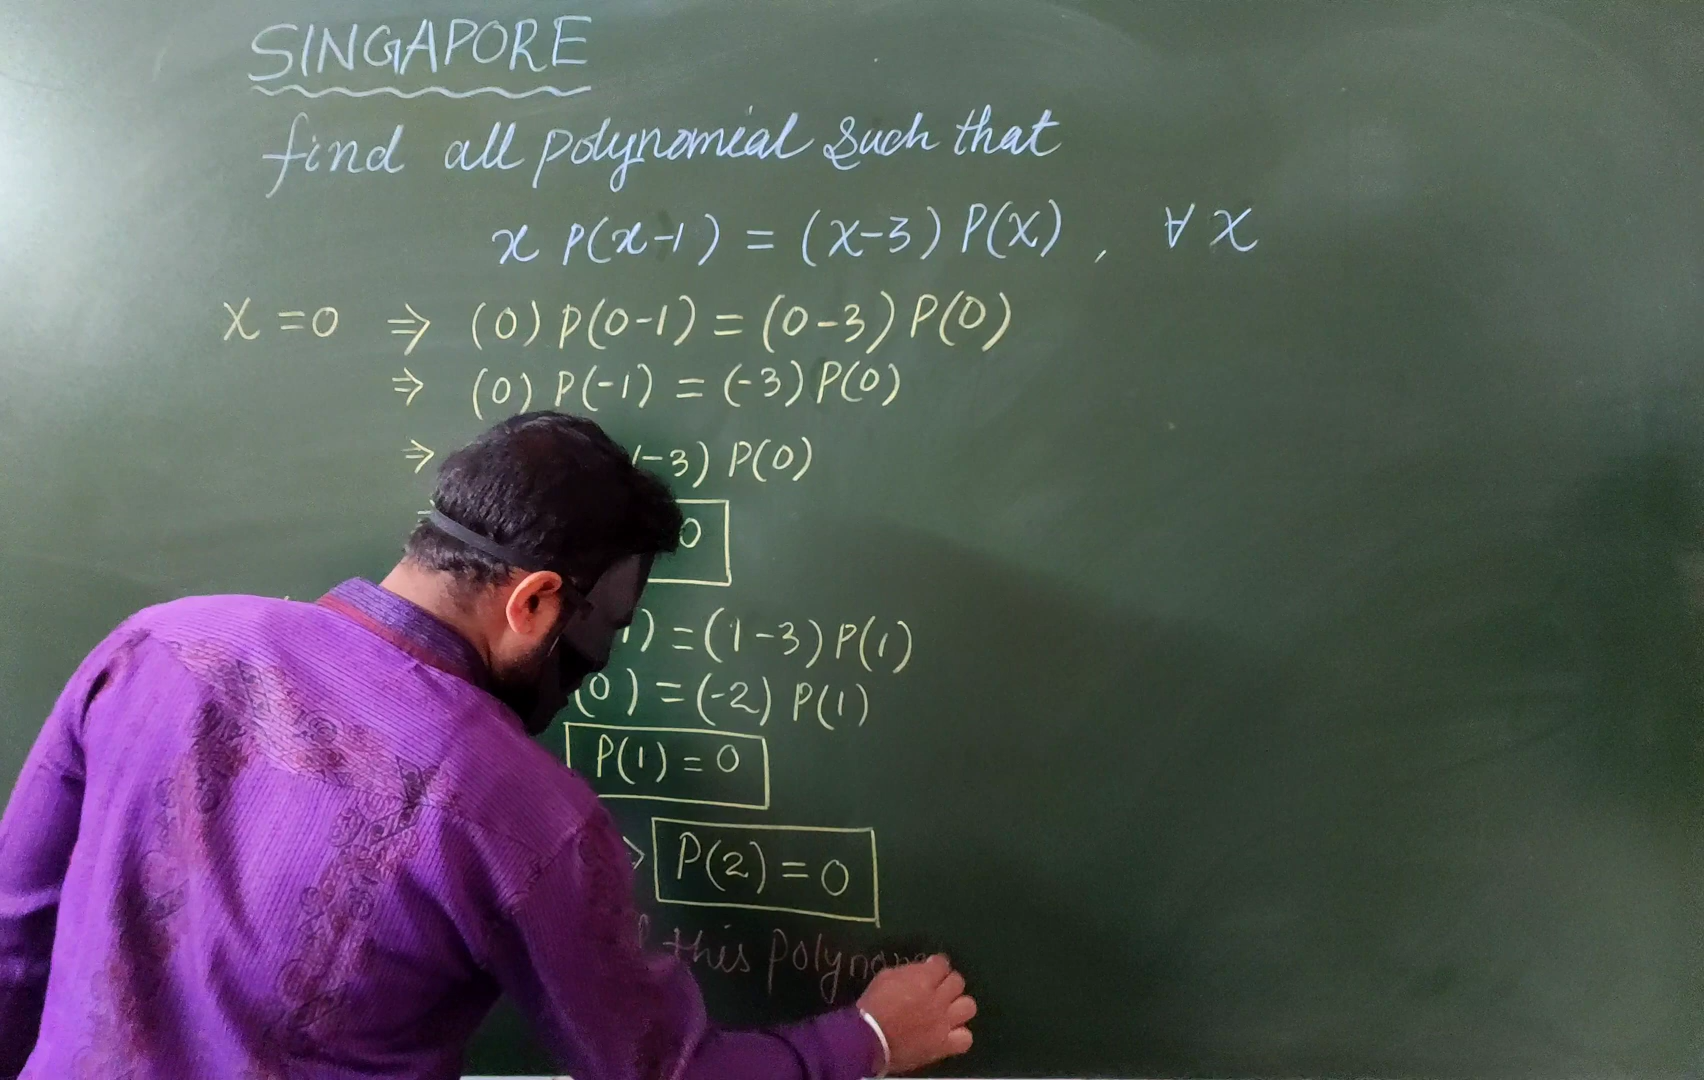 SINGAPORE
find all polynomial such that
x P(x-1) = (x-3) P(x) , ∀ x
x = 0 ⇒ (0) P(0-1) = (0-3) P(0)
⇒ (0) P(-1) = (-3) P(0)
⇒ (-3) P(0)
0
1) = (1-3) P(1)
(0) = (-2) P(1)
P(1) = 0
⇒ P(2) = 0
this